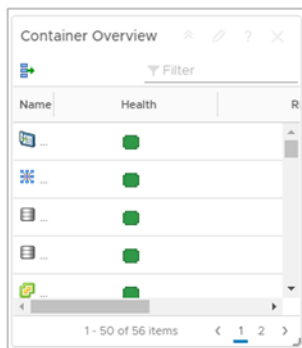 Container Overview ?
Filter
Name Health R
...
...
...
...
...
1 - 50 of 56 items 1 2